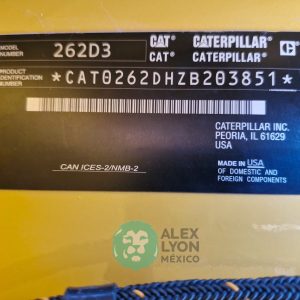 MODEL NUMBER 262D3 CAT® CATERPILLAR® C
CAT® CATERPILLAR®
PRODUCT IDENTIFICATION NUMBER *CAT0262DHZB203851*
CATERPILLAR INC.
PEORIA, IL 61629
USA
CAN ICES-2/NMB-2
MADE IN USA
OF DOMESTIC AND
FOREIGN COMPONENTS
ALEX
LYON
MÉXICO